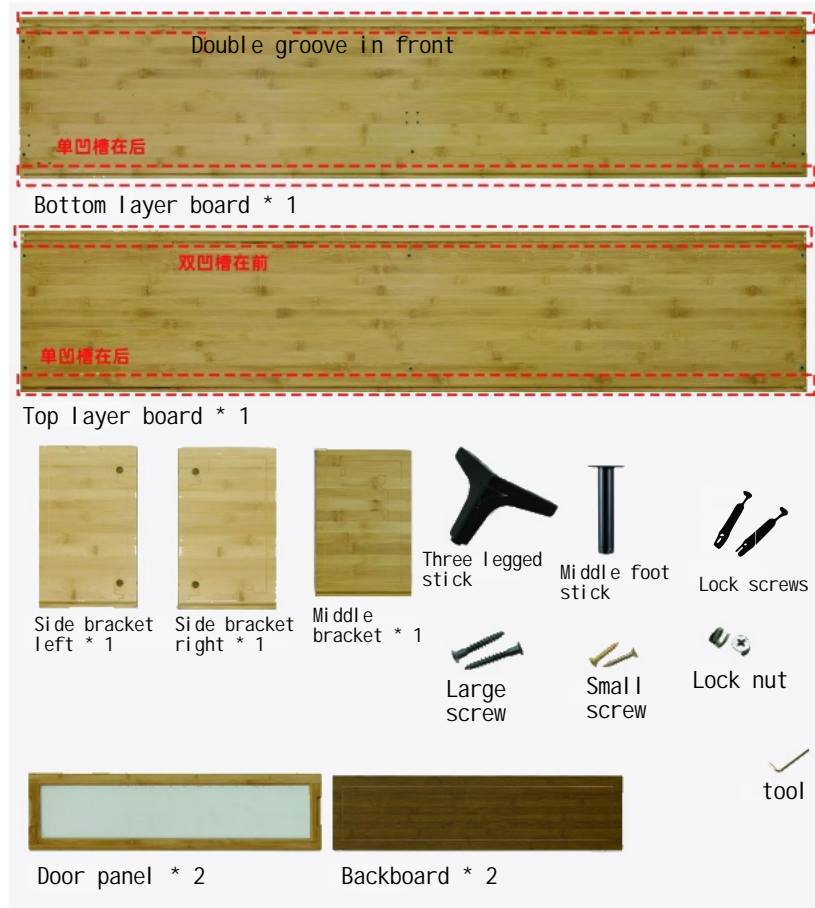 Double groove in front
单凹槽在后
Bottom layer board * 1
双凹槽在前
单凹槽在后
Top layer board * 1
Three legged
stick
Middle foot
stick
Lock screws
Side bracket
left * 1
Side bracket
right * 1
Middle
bracket * 1
Large
screw
Small
screw
Lock nut
tool
Door panel * 2
Backboard * 2